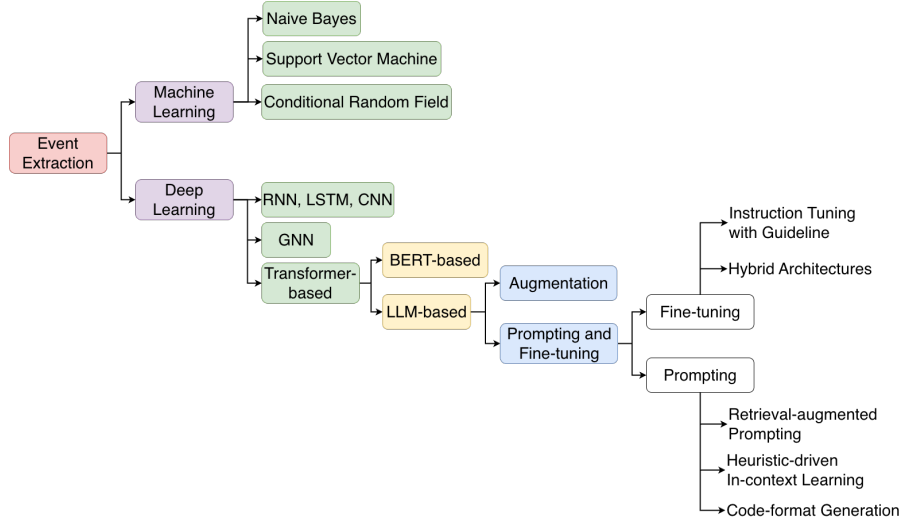 Naive Bayes
Support Vector Machine
Machine
Learning
Conditional Random Field
Event
Extraction
Deep
Learning
RNN, LSTM, CNN
GNN
Transformer-
based
BERT-based
LLM-based
Augmentation
Prompting and
Fine-tuning
Instruction Tuning
with Guideline
Hybrid Architectures
Fine-tuning
Prompting
Retrieval-augmented
Prompting
Heuristic-driven
In-context Learning
Code-format Generation